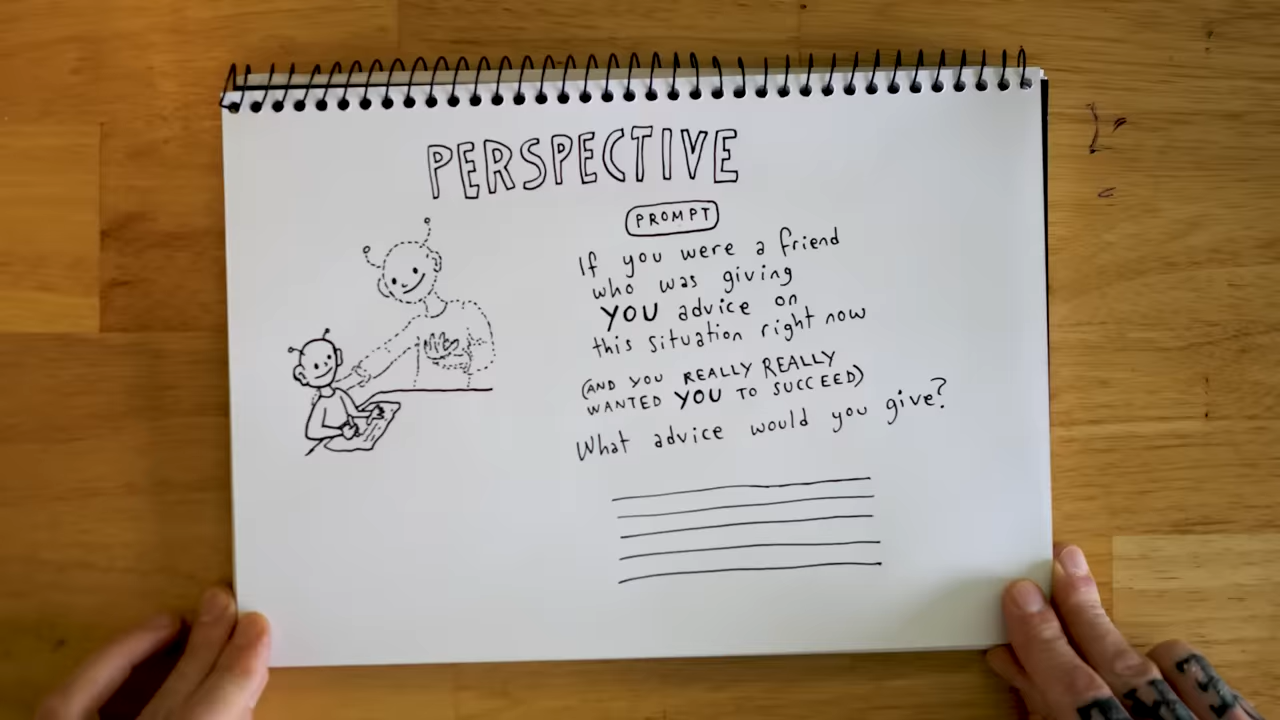 PERSPECTIVE
PROMPT
If you were a friend
who was giving
YOU advice on
this situation right now
(AND YOU REALLY REALLY
WANTED YOU TO SUCCEED)
What advice would you give?